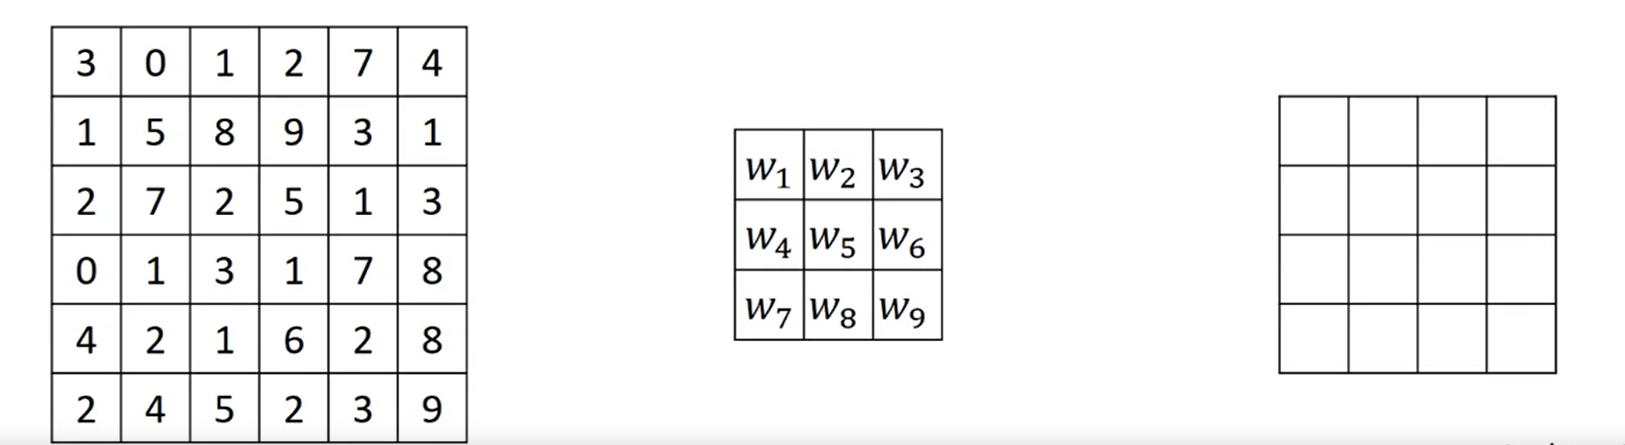 3 0 1 2 7 4
1 5 8 9 3 1
2 7 2 5 1 3
0 1 3 1 7 8
4 2 1 6 2 8
2 4 5 2 3 9
w₁ w₂ w₃
w₄ w₅ w₆
w₇ w₈ w₉